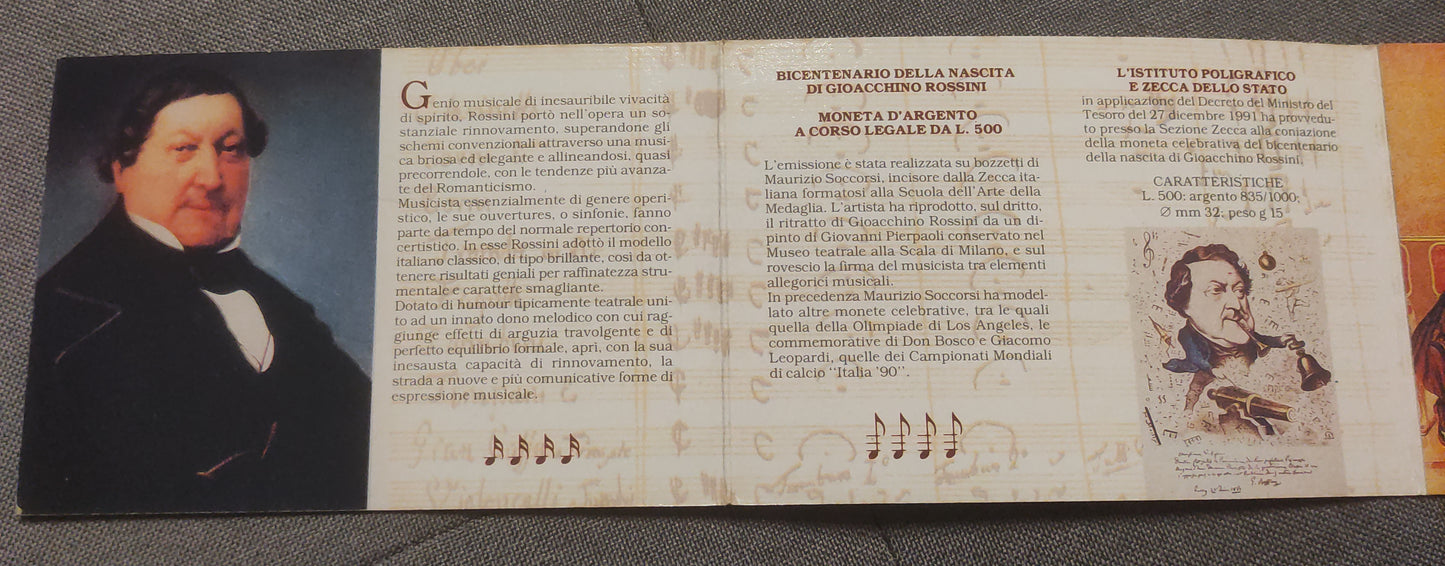 Genio musicale di inesauribile vivacità
di spirito, Rossini portò nell'opera un so-
stanziale rinnovamento, superandone gli
schemi convenzionali attraverso una musi-
ca briosa ed elegante e allineandosi, quasi
precorrendole, con le tendenze più avanza-
te del Romanticismo.
Musicista essenzialmente di genere operi-
stico, le sue ouvertures, o sinfonie, fanno
parte da tempo del normale repertorio con-
certistico. In esse Rossini adottò il modello
italiano classico, di tipo brillante, così da ot-
tenere risultati geniali per raffinatezza stru-
mentale e carattere smagliante.
Dotato di humour tipicamente teatrale uni-
to ad un innato dono melodico con cui rag-
giunge effetti di arguzia travolgente e di
perfetto equilibrio formale, aprì, con la sua
inesausta capacità di rinnovamento, la
strada a nuove e più comunicative forme di
espressione musicale.
BICENTENARIO DELLA NASCITA
DI GIOACCHINO ROSSINI
MONETA D'ARGENTO
A CORSO LEGALE DA L. 500
L'emissione è stata realizzata su bozzetti di
Maurizio Soccorsi, incisore dalla Zecca ita-
liana formatosi alla Scuola dell'Arte della
Medaglia. L'artista ha riprodotto, sul dritto,
il ritratto di Gioacchino Rossini da un di-
pinto di Giovanni Pierpaoli conservato nel
Museo teatrale alla Scala di Milano, e sul
rovescio la firma del musicista tra elementi
allegorici musicali.
In precedenza Maurizio Soccorsi ha model-
lato altre monete celebrative, tra le quali
quella della Olimpiade di Los Angeles, le
commemorative di Don Bosco e Giacomo
Leopardi, quelle dei Campionati Mondiali
di calcio "Italia '90".
L'ISTITUTO POLIGRAFICO
E ZECCA DELLO STATO
in applicazione del Decreto del Ministro del
Tesoro del 27 dicembre 1991 ha provvedu-
to presso la Sezione Zecca alla coniazione
della moneta celebrativa del bicentenario
della nascita di Gioacchino Rossini.
CARATTERISTICHE
L. 500: argento 835/1000;
∅ mm 32; peso g 15